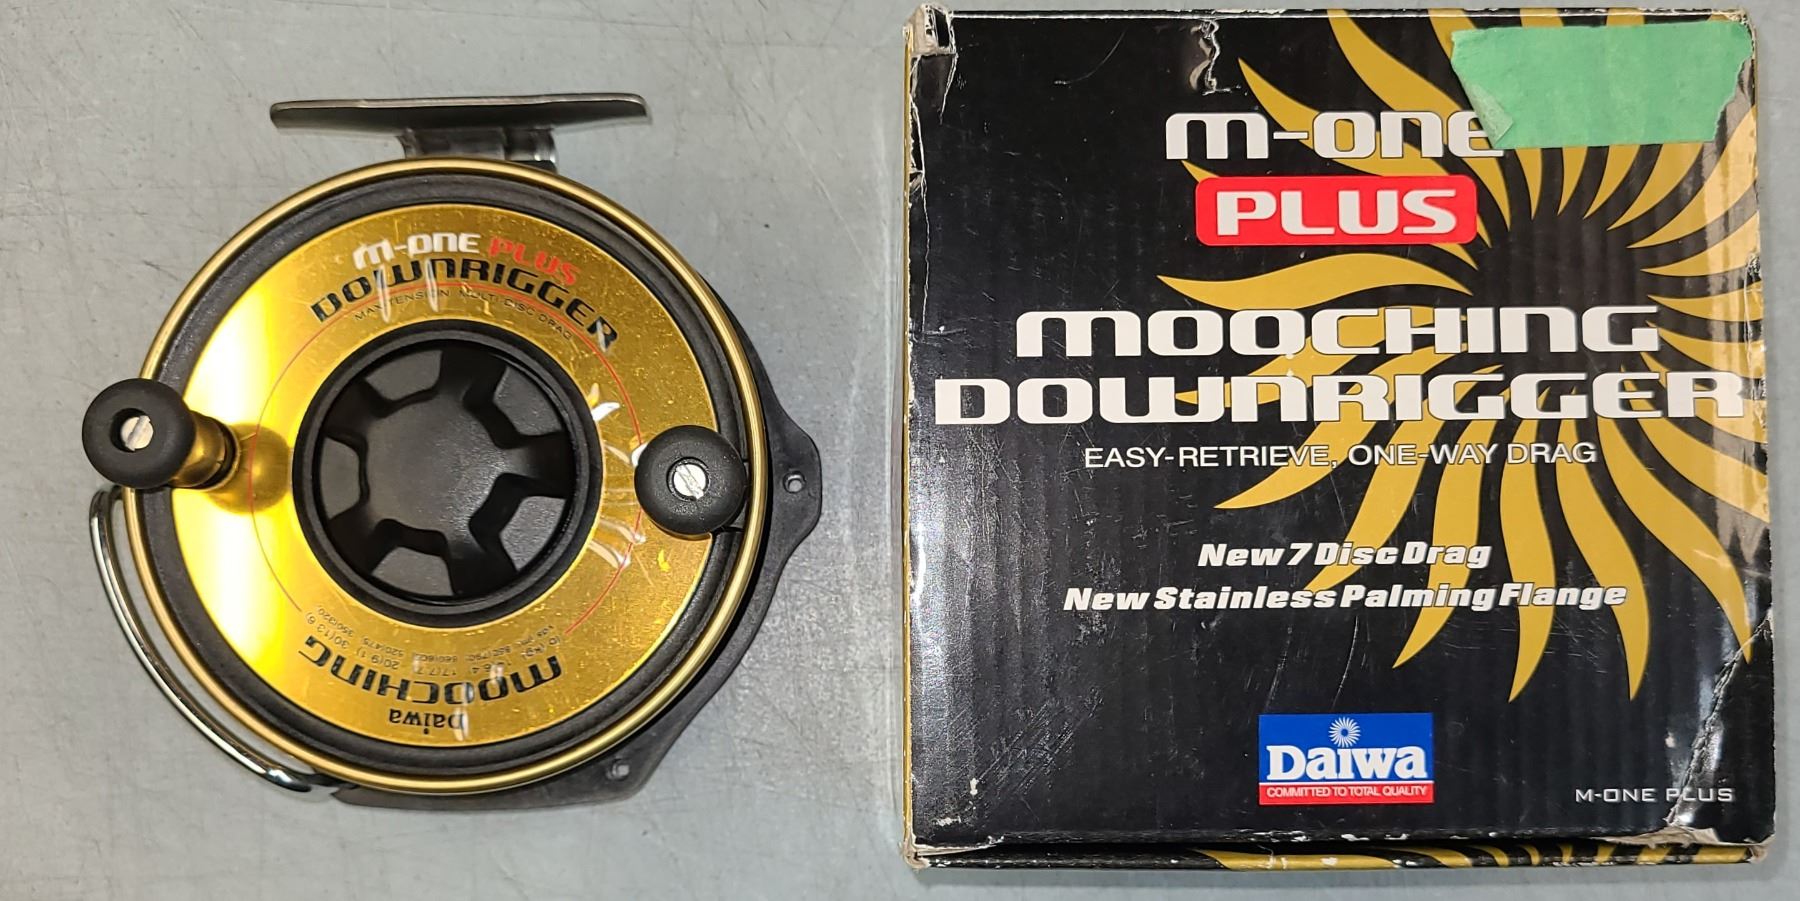 M-ONE PLUS
DOWNRIGGER
MAX TENSION MULTI-DISC DRAG
Daiwa
MOOCHING
M-ONE
PLUS
MOOCHING
DOWNRIGGER
EASY-RETRIEVE, ONE-WAY DRAG
New 7 Disc Drag
New Stainless Palming Flange
Daiwa
COMMITTED TO TOTAL QUALITY
M-ONE PLUS